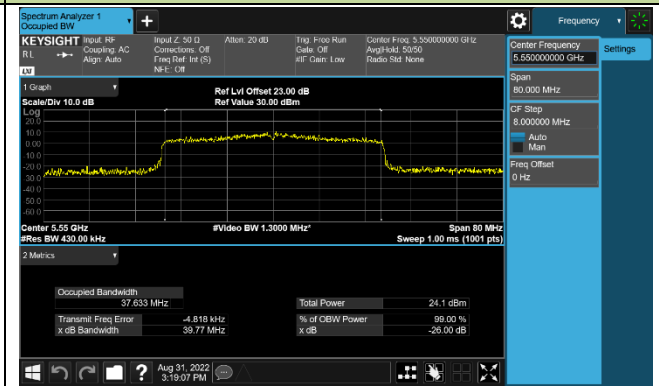 Spectrum Analyzer 1
Occupied BW
+
Frequency
KEYSIGHT
RL
Input: RF
Coupling: AC
Align: Auto
Input Z: 50 Ω
Corrections: Off
Freq Ref: Int (S)
NFE: Off
Atten: 20 dB
Trig: Free Run
Gate: Off
#IF Gain: Low
Center Freq: 5.550000000 GHz
Avg|Hold: 50/50
Radio Std: None
LXI
Center Frequency
5.550000000 GHz
Settings
Span
80.000 MHz
CF Step
8.000000 MHz
Auto
Man
Freq Offset
0 Hz
1 Graph
Scale/Div 10.0 dB
Ref Lvl Offset 23.00 dB
Ref Value 30.00 dBm
Log
20.0
10.0
0.00
-10.0
-20.0
-30.0
-40.0
-50.0
-60.0
Center 5.55 GHz
#Video BW 1.3000 MHz*
Span 80 MHz
#Res BW 430.00 kHz
Sweep 1.00 ms (1001 pts)
2 Metrics
Occupied Bandwidth
37.633 MHz
Total Power 24.1 dBm
Transmit Freq Error -4.818 kHz
% of OBW Power 99.00 %
x dB Bandwidth 39.77 MHz
x dB -26.00 dB
?
Aug 31, 2022
3:19:07 PM